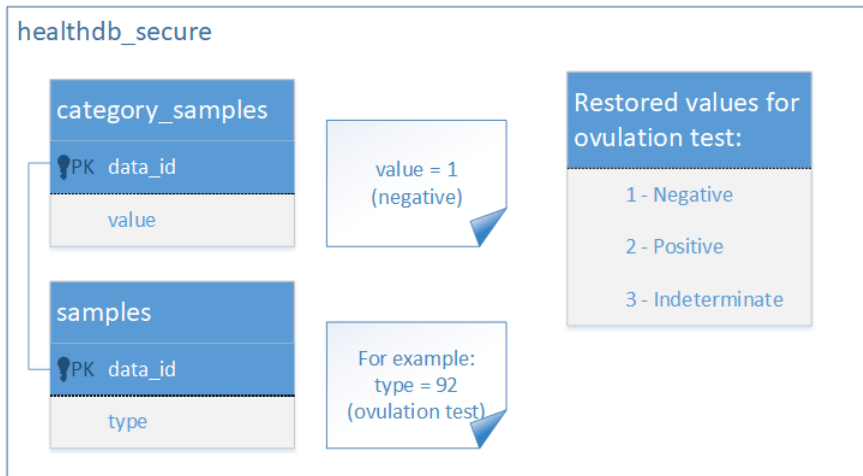 healthdb_secure
category_samples
PK data_id
value
value = 1
(negative)
Restored values for
ovulation test:
1 - Negative
2 - Positive
3 - Indeterminate
samples
PK data_id
type
For example:
type = 92
(ovulation test)